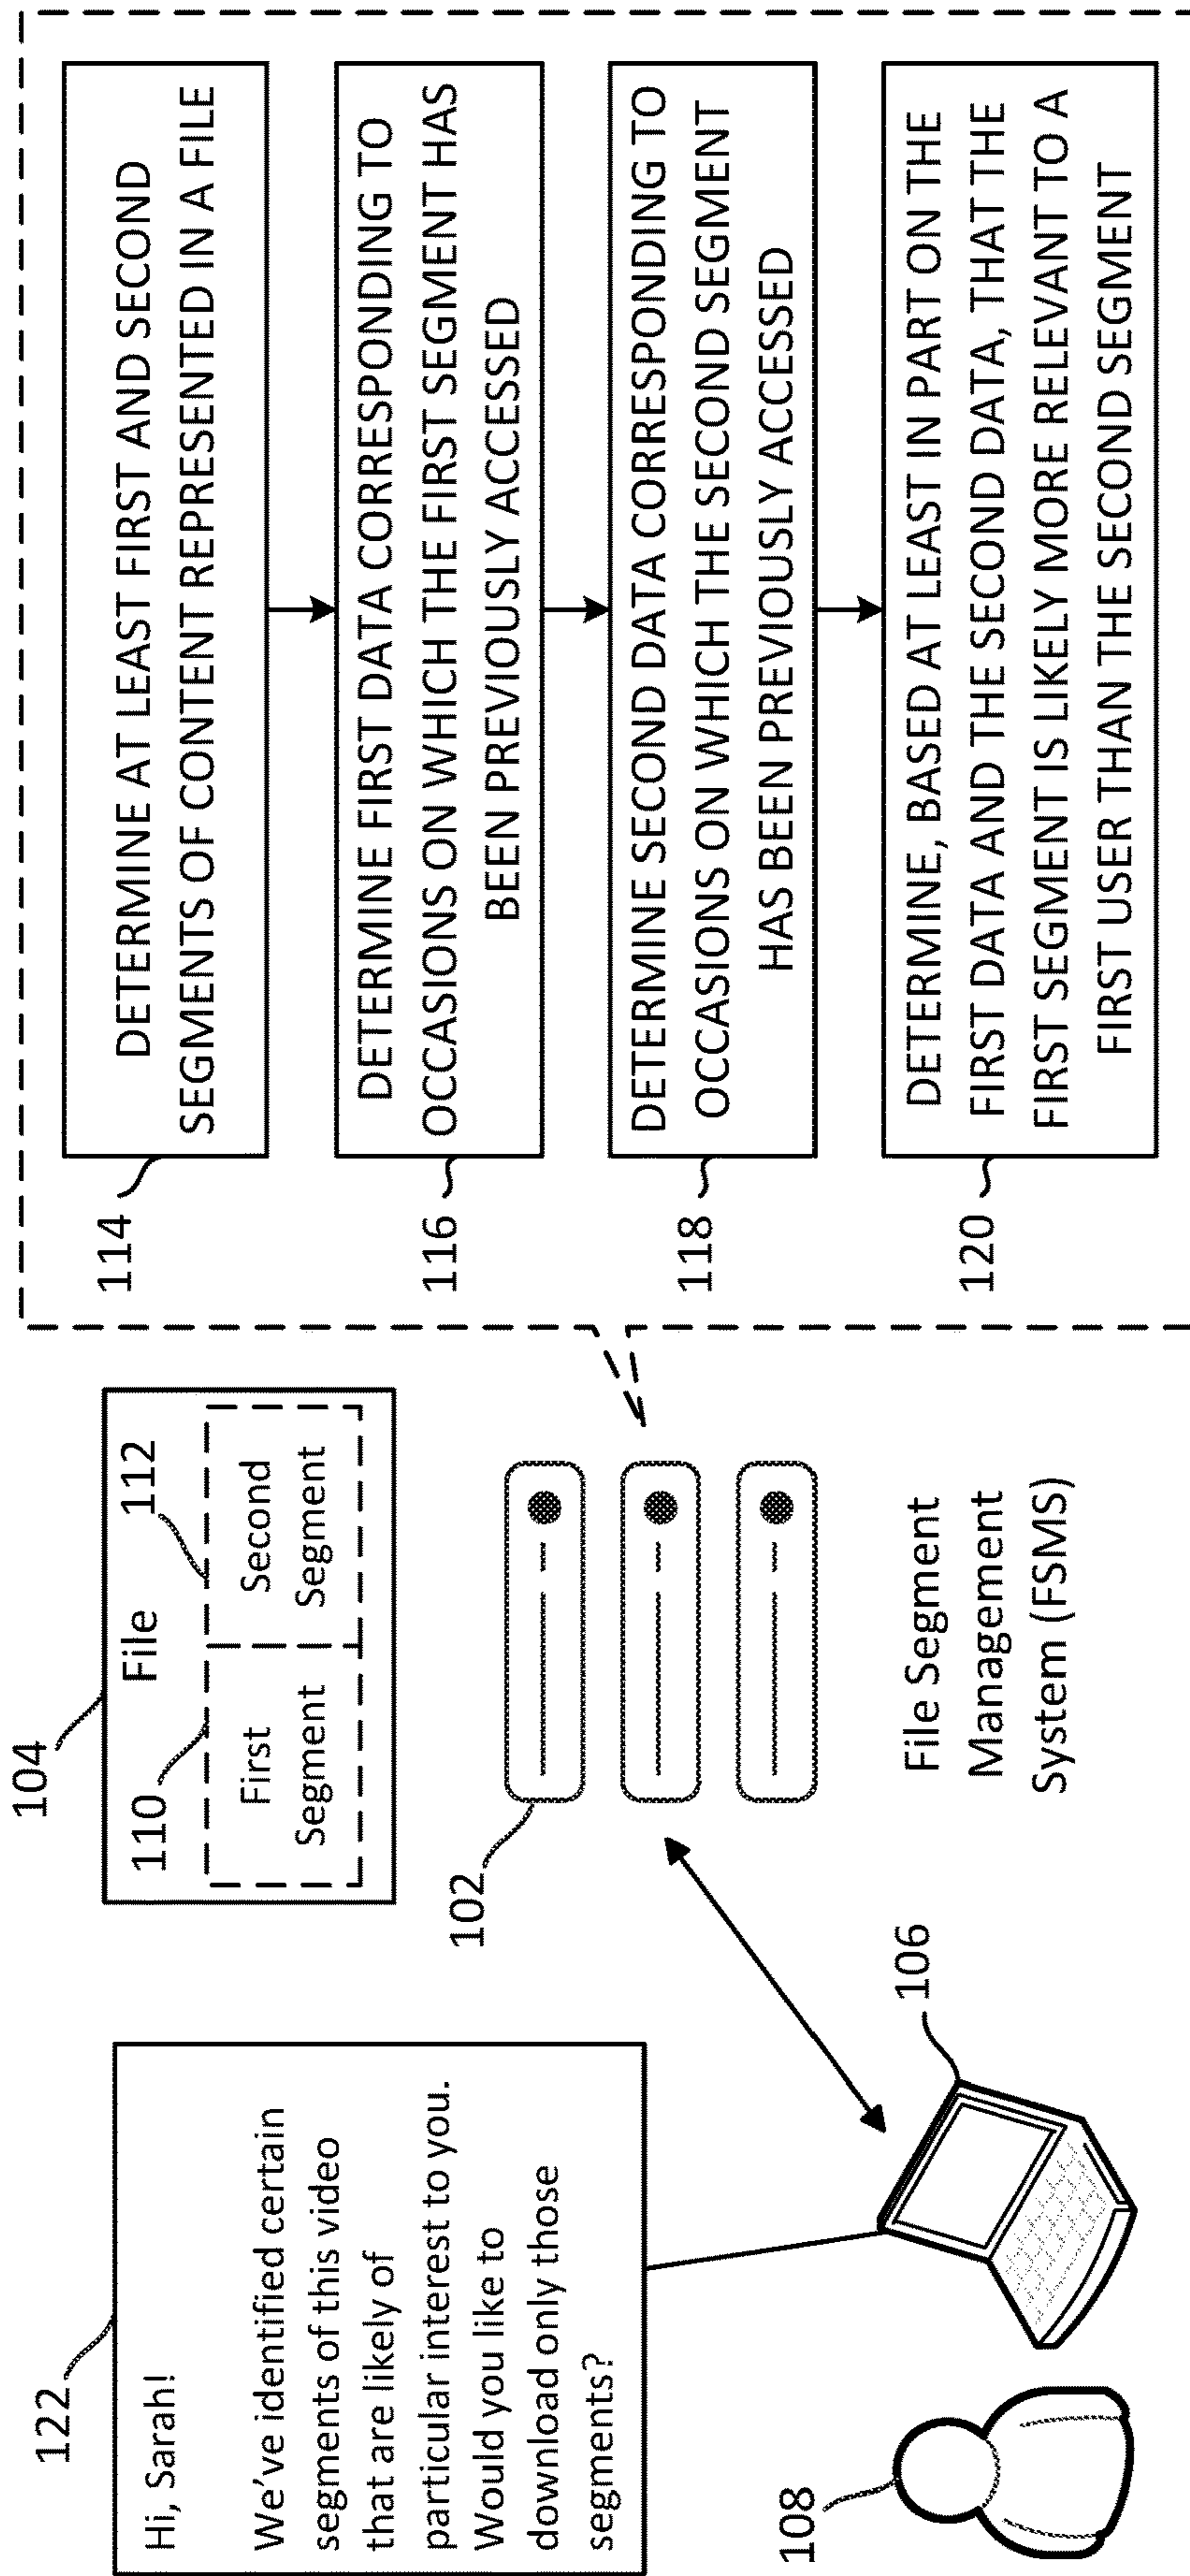 122
Hi, Sarah!
We've identified certain
segments of this video
that are likely of
particular interest to you.
Would you like to
download only those
segments?
108
106
104
File
110
112
First
Segment
Second
Segment
102
File Segment
Management
System (FSMS)
114
DETERMINE AT LEAST FIRST AND SECOND
SEGMENTS OF CONTENT REPRESENTED IN A FILE
116
DETERMINE FIRST DATA CORRESPONDING TO
OCCASIONS ON WHICH THE FIRST SEGMENT HAS
BEEN PREVIOUSLY ACCESSED
118
DETERMINE SECOND DATA CORRESPONDING TO
OCCASIONS ON WHICH THE SECOND SEGMENT
HAS BEEN PREVIOUSLY ACCESSED
120
DETERMINE, BASED AT LEAST IN PART ON THE
FIRST DATA AND THE SECOND DATA, THAT THE
FIRST SEGMENT IS LIKELY MORE RELEVANT TO A
FIRST USER THAN THE SECOND SEGMENT